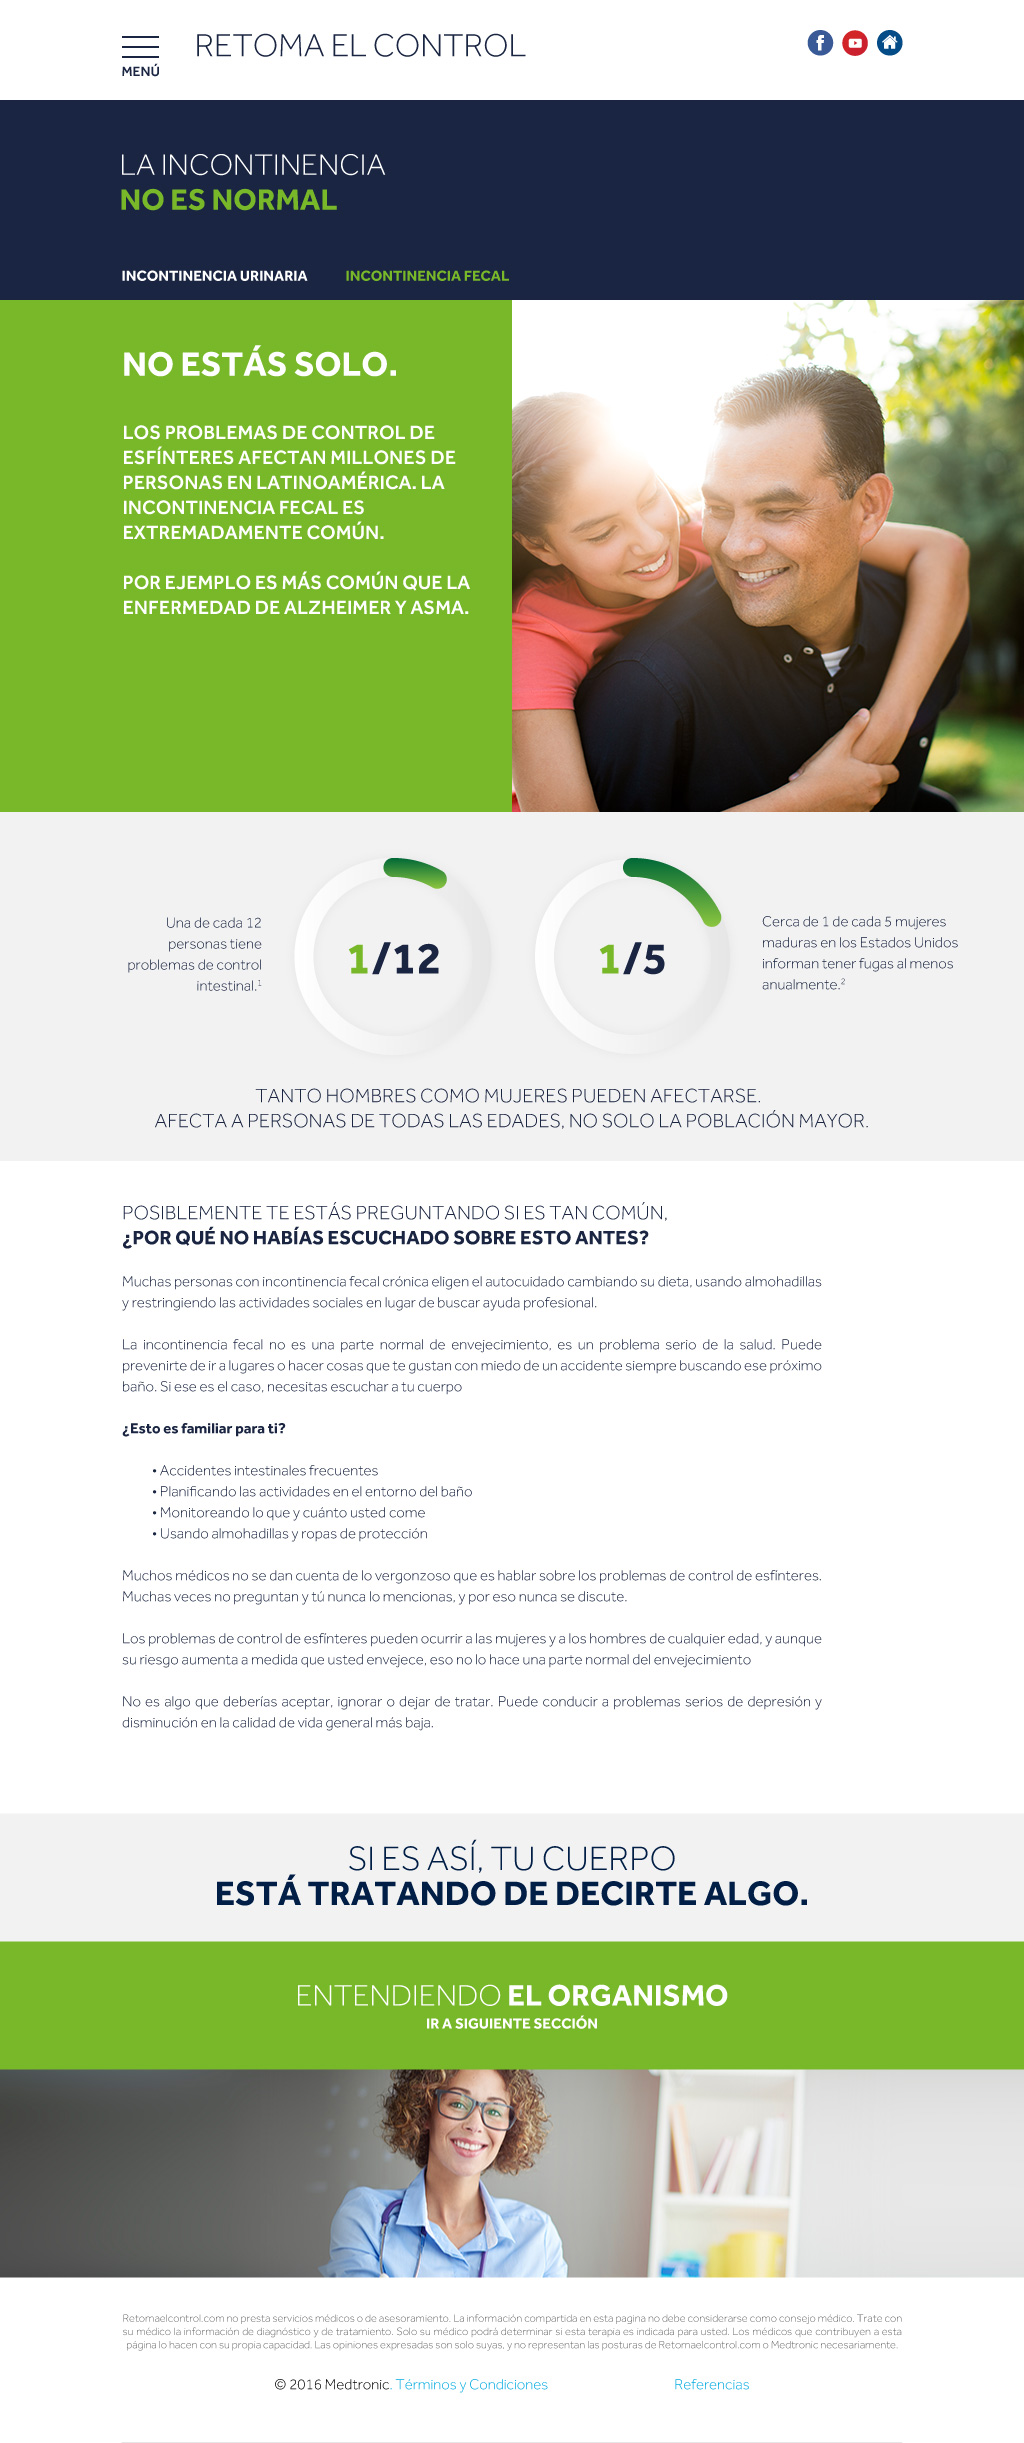 RETOMA EL CONTROL
MENÚ
LA INCONTINENCIA
NO ES NORMAL
INCONTINENCIA URINARIA
INCONTINENCIA FECAL
NO ESTÁS SOLO.
LOS PROBLEMAS DE CONTROL DE
ESFÍNTERES AFECTAN MILLONES DE
PERSONAS EN LATINOAMÉRICA. LA
INCONTINENCIA FECAL ES
EXTREMADAMENTE COMÚN.
POR EJEMPLO ES MÁS COMÚN QUE LA
ENFERMEDAD DE ALZHEIMER Y ASMA.
Una de cada 12
personas tiene
problemas de control
intestinal.¹
1/12
1/5
Cerca de 1 de cada 5 mujeres
maduras en los Estados Unidos
informan tener fugas al menos
anualmente.²
TANTO HOMBRES COMO MUJERES PUEDEN AFECTARSE.
AFECTA A PERSONAS DE TODAS LAS EDADES, NO SOLO LA POBLACIÓN MAYOR.
POSIBLEMENTE TE ESTÁS PREGUNTANDO SI ES TAN COMÚN,
¿POR QUÉ NO HABÍAS ESCUCHADO SOBRE ESTO ANTES?
Muchas personas con incontinencia fecal crónica eligen el autocuidado cambiando su dieta, usando almohadillas
y restringiendo las actividades sociales en lugar de buscar ayuda profesional.
La incontinencia fecal no es una parte normal de envejecimiento, es un problema serio de la salud. Puede
prevenirte de ir a lugares o hacer cosas que te gustan con miedo de un accidente siempre buscando ese próximo
baño. Si ese es el caso, necesitas escuchar a tu cuerpo
¿Esto es familiar para ti?
• Accidentes intestinales frecuentes
• Planificando las actividades en el entorno del baño
• Monitoreando lo que y cuánto usted come
• Usando almohadillas y ropas de protección
Muchos médicos no se dan cuenta de lo vergonzoso que es hablar sobre los problemas de control de esfínteres.
Muchas veces no preguntan y tú nunca lo mencionas, y por eso nunca se discute.
Los problemas de control de esfínteres pueden ocurrir a las mujeres y a los hombres de cualquier edad, y aunque
su riesgo aumenta a medida que usted envejece, eso no lo hace una parte normal del envejecimiento
No es algo que deberías aceptar, ignorar o dejar de tratar. Puede conducir a problemas serios de depresión y
disminución en la calidad de vida general más baja.
SI ES ASÍ, TU CUERPO
ESTÁ TRATANDO DE DECIRTE ALGO.
ENTENDIENDO EL ORGANISMO
IR A SIGUIENTE SECCIÓN
Retomaelcontrol.com no presta servicios médicos o de asesoramiento. La información compartida en esta pagina no debe considerarse como consejo médico. Trate con
su médico la información de diagnóstico y de tratamiento. Solo su médico podrá determinar si esta terapia es indicada para usted. Los médicos que contribuyen a esta
página lo hacen con su propia capacidad. Las opiniones expresadas son solo suyas, y no representan las posturas de Retomaelcontrol.com o Medtronic necesariamente.
© 2016 Medtronic. Términos y Condiciones
Referencias